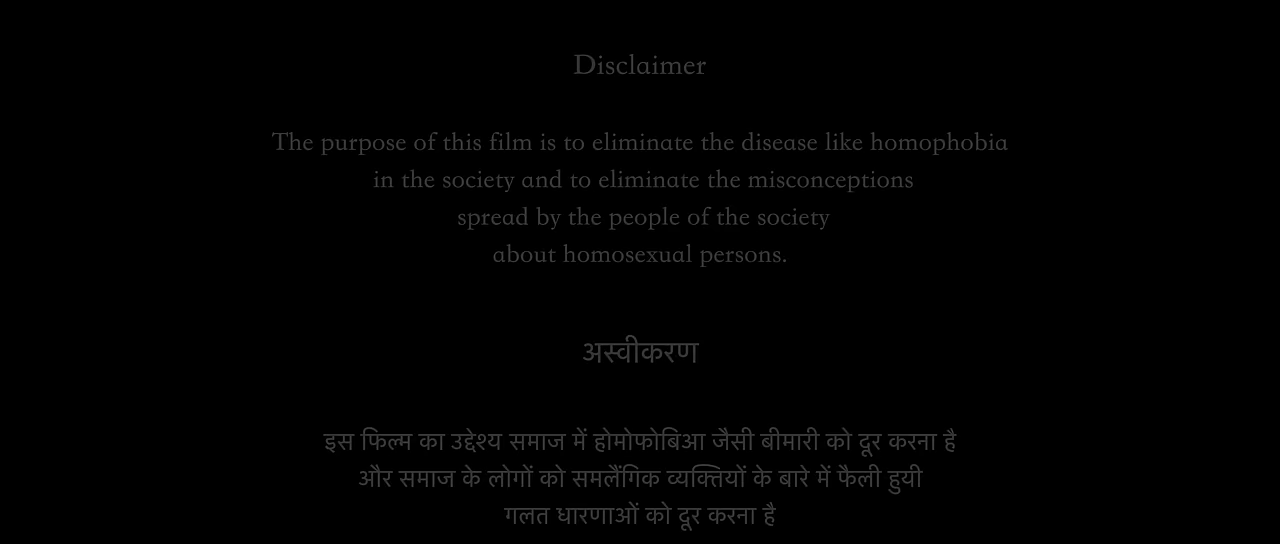 Disclaimer
The purpose of this film is to eliminate the disease like homophobia
in the society and to eliminate the misconceptions
spread by the people of the society
about homosexual persons.
अस्वीकरण
इस फिल्म का उद्देश्य समाज में होमोफोबिआ जैसी बीमारी को दूर करना है
और समाज के लोगों को समलैंगिक व्यक्तियों के बारे में फैली हुयी
गलत धारणाओं को दूर करना है